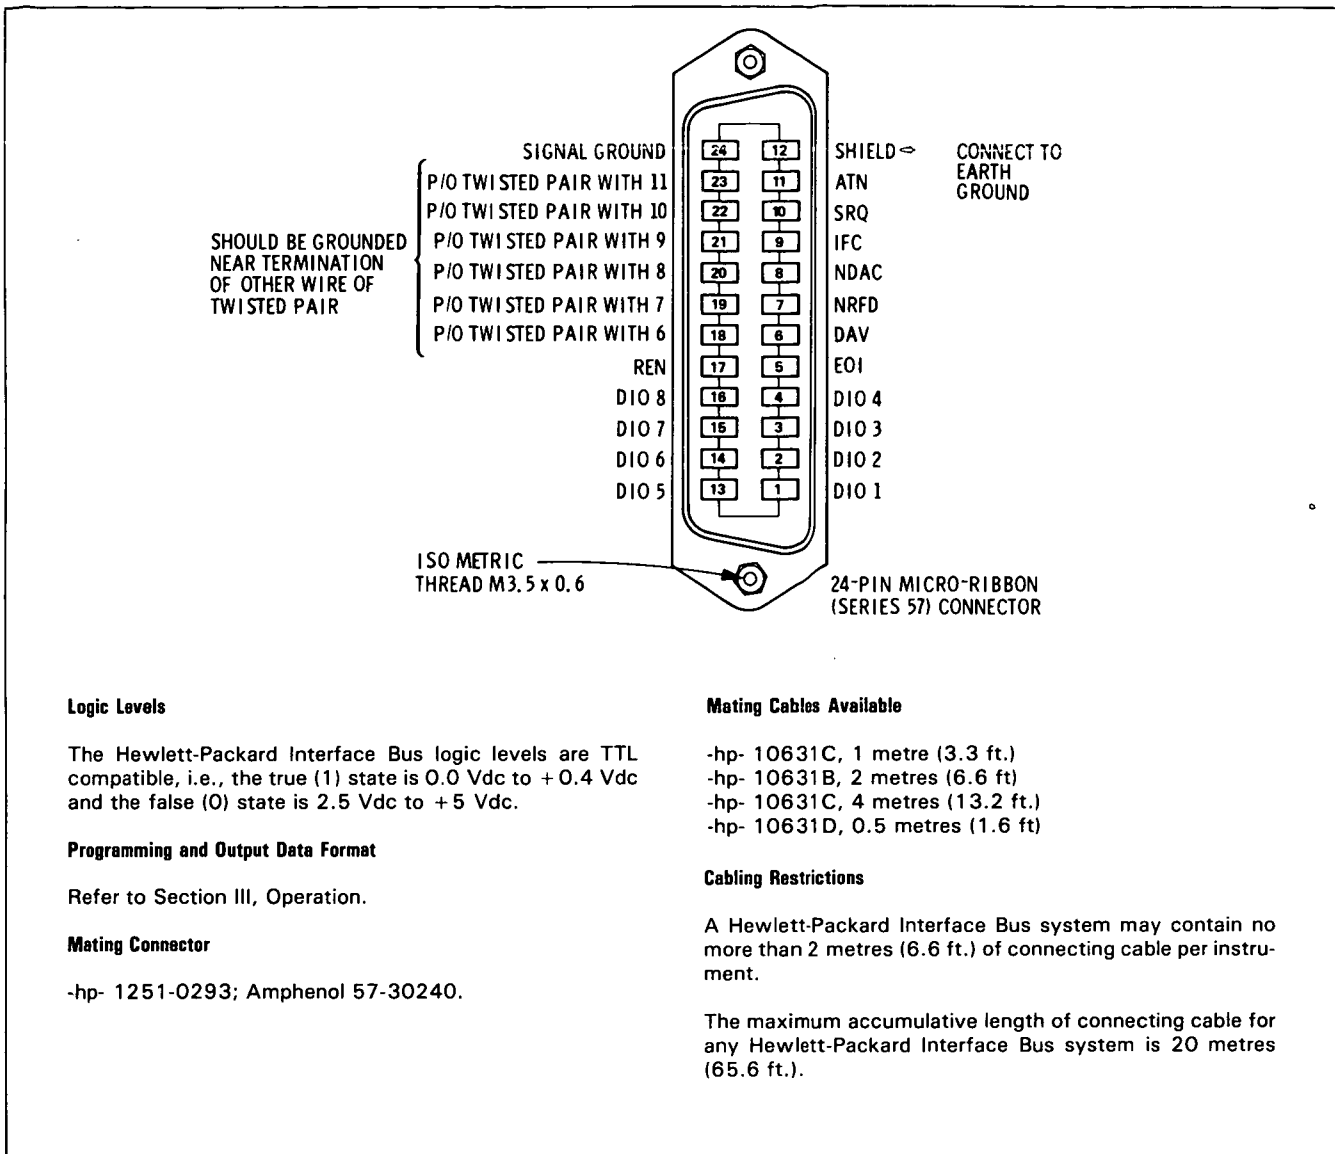 SIGNAL GROUND 24 12 SHIELD ⇨ CONNECT TO EARTH GROUND
P/O TWISTED PAIR WITH 11 23 11 ATN
P/O TWISTED PAIR WITH 10 22 10 SRQ
P/O TWISTED PAIR WITH 9 21 9 IFC
P/O TWISTED PAIR WITH 8 20 8 NDAC
P/O TWISTED PAIR WITH 7 19 7 NRFD
P/O TWISTED PAIR WITH 6 18 6 DAV
SHOULD BE GROUNDED
NEAR TERMINATION
OF OTHER WIRE OF
TWISTED PAIR
REN 17 5 EOI
DIO 8 16 4 DIO 4
DIO 7 15 3 DIO 3
DIO 6 14 2 DIO 2
DIO 5 13 1 DIO 1
ISO METRIC
THREAD M3.5 x 0.6
24-PIN MICRO-RIBBON
(SERIES 57) CONNECTOR
Logic Levels
The Hewlett-Packard Interface Bus logic levels are TTL
compatible, i.e., the true (1) state is 0.0 Vdc to +0.4 Vdc
and the false (0) state is 2.5 Vdc to +5 Vdc.
Programming and Output Data Format
Refer to Section III, Operation.
Mating Connector
-hp- 1251-0293; Amphenol 57-30240.
Mating Cables Available
-hp- 10631C, 1 metre (3.3 ft.)
-hp- 10631B, 2 metres (6.6 ft)
-hp- 10631C, 4 metres (13.2 ft.)
-hp- 10631D, 0.5 metres (1.6 ft)
Cabling Restrictions
A Hewlett-Packard Interface Bus system may contain no
more than 2 metres (6.6 ft.) of connecting cable per instru-
ment.
The maximum accumulative length of connecting cable for
any Hewlett-Packard Interface Bus system is 20 metres
(65.6 ft.).